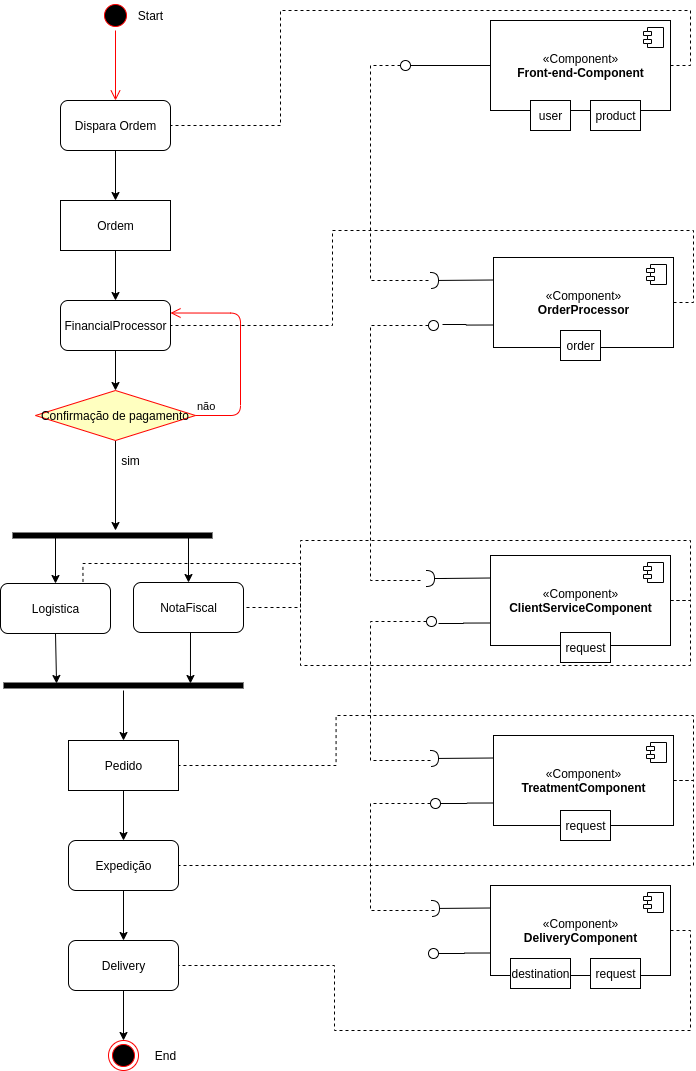 Start
Dispara Ordem
Ordem
FinancialProcessor
Confirmação de pagamento
não
sim
Logistica
NotaFiscal
Pedido
Expedição
Delivery
End
«Component»
Front-end-Component
user
product
«Component»
OrderProcessor
order
«Component»
ClientServiceComponent
request
«Component»
TreatmentComponent
request
«Component»
DeliveryComponent
destination
request